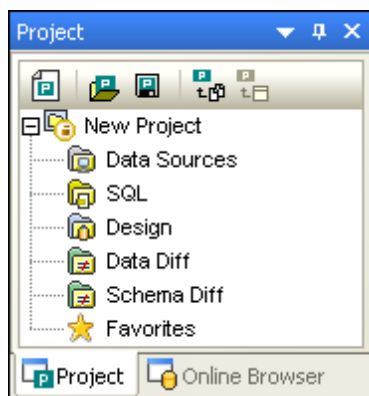 Project
New Project
Data Sources
SQL
Design
Data Diff
Schema Diff
Favorites
Project Online Browser